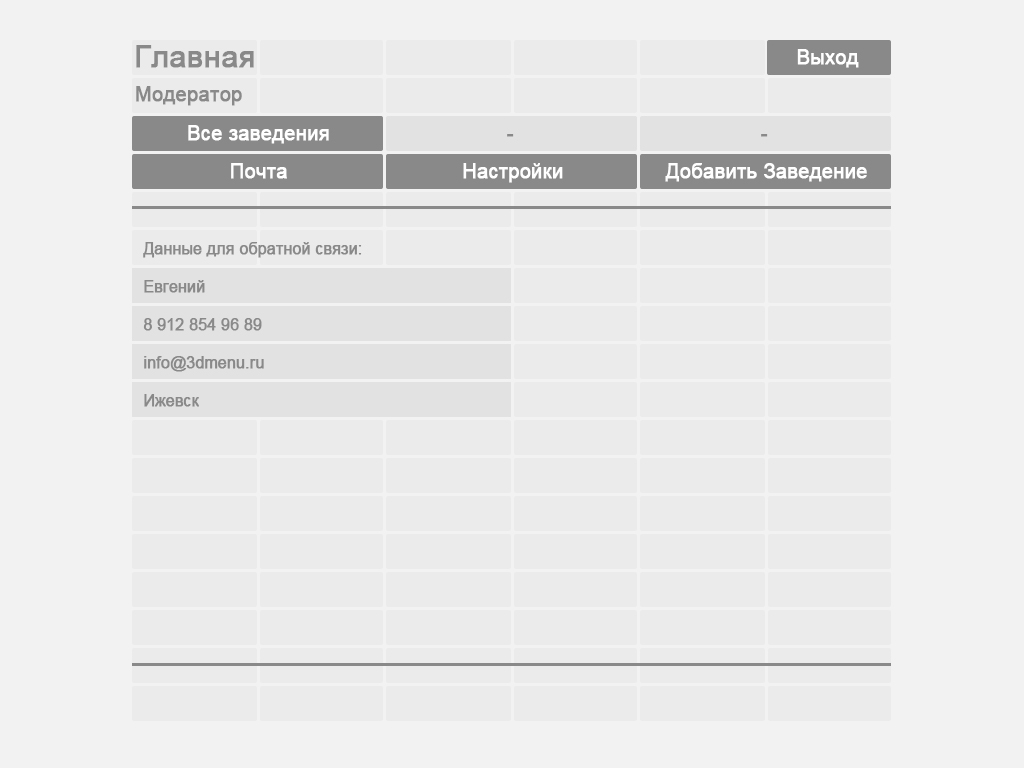 Главная
Выход
Модератор
Все заведения
-
-
Почта
Настройки
Добавить Заведение
Данные для обратной связи:
Евгений
8 912 854 96 89
info@3dmenu.ru
Ижевск